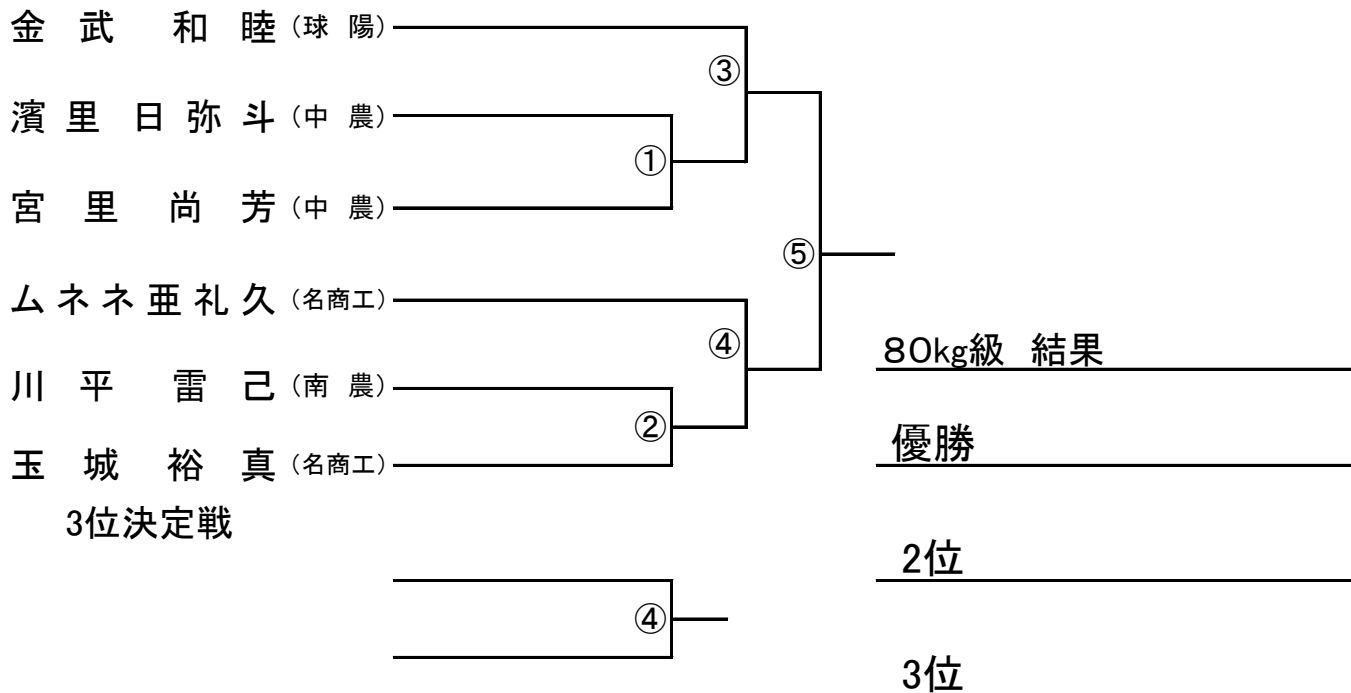 金武 和睦 (球 陽)
③
濱里 日弥斗 (中 農)
①
宮里 尚芳 (中 農)
⑤
ムネネ亜礼久 (名商工)
④
80kg級 結果
川平 雷己 (南 農)
②
優勝
玉城 裕真 (名商工)
3位決定戦
2位
④
3位